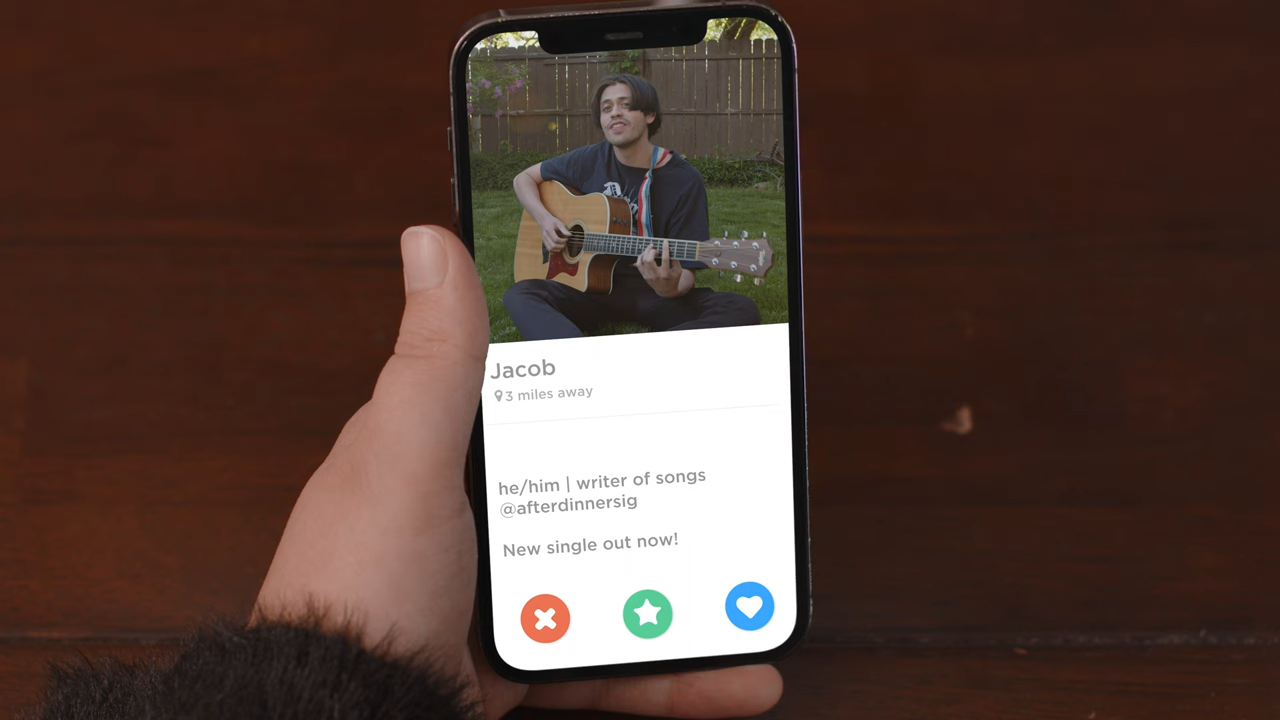 Jacob
3 miles away
he/him | writer of songs
@afterdinnersig
New single out now!